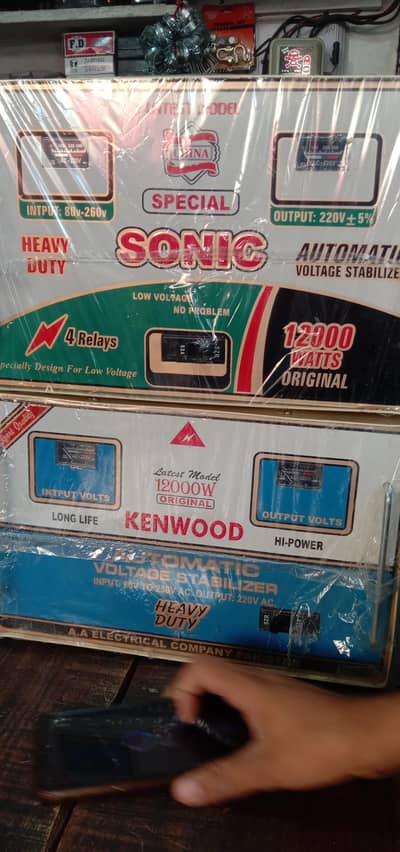 F.D
LATEST MODEL
CHINA
SPECIAL
INTPUT: 80v-260v
OUTPUT: 220V ± 5%
HEAVY
DUTY
SONIC
AUTOMATIC
VOLTAGE STABILIZE
LOW VOLTAGE
NO PROBLEM
4 Relays
12000
WATTS
ORIGINAL
pecially Design For Low Voltage
Latest Model
12000W
ORIGINAL
INTPUT VOLTS
OUTPUT VOLTS
LONG LIFE
KENWOOD
HI-POWER
AUTOMATIC
VOLTAGE STABILIZER
OUTPUT: 220V AC
HEAVY
DUTY
A.A ELECTRICAL COMPANY